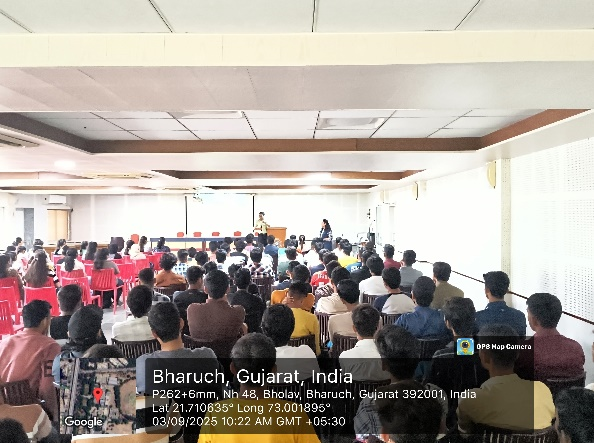 GPS Map Camera
Bharuch, Gujarat, India
P262+6mm, Nh 48, Bholav, Bharuch, Gujarat 392001, India
Lat 21.710635° Long 73.001895°
03/09/2025 10:22 AM GMT +05:30
Google